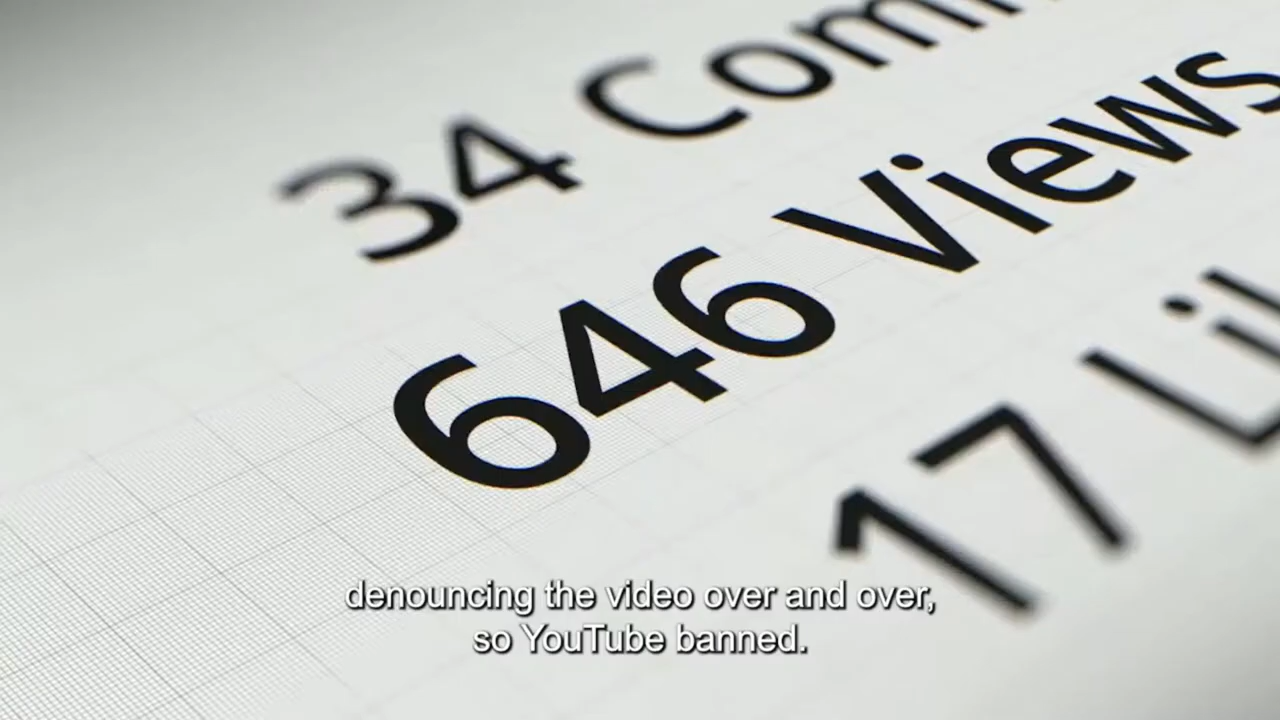 34 Com
646 Views
17 Li
denouncing the video over and over,
so YouTube banned.